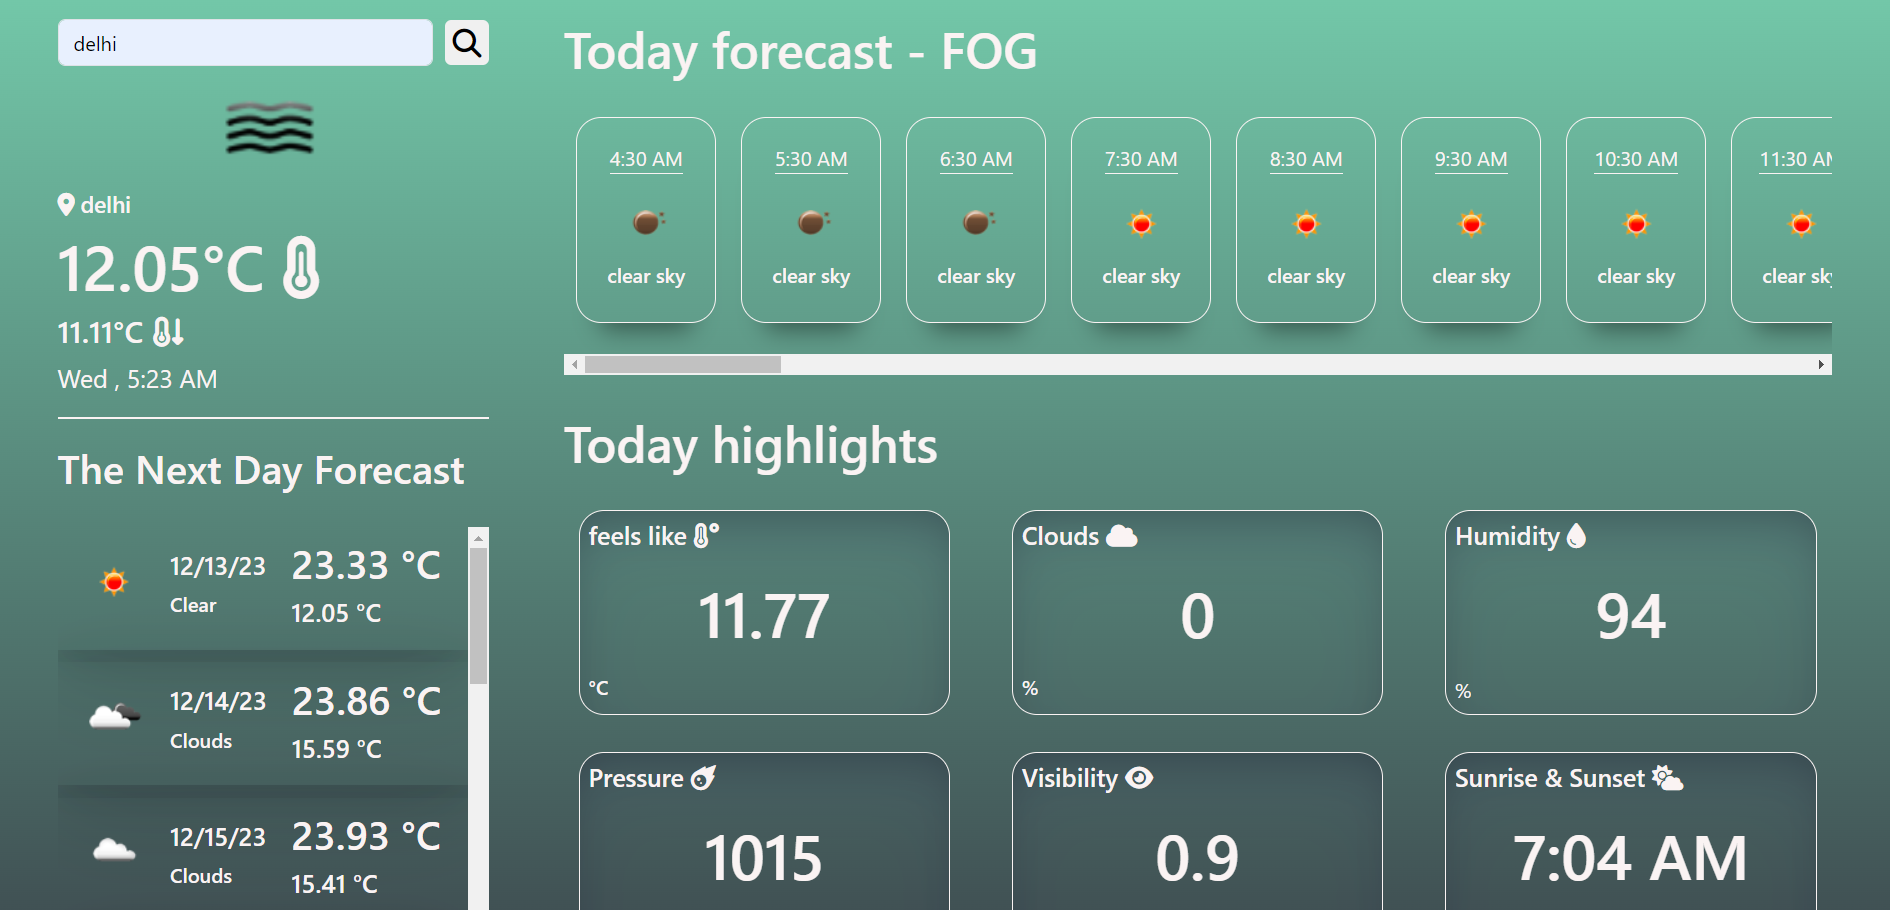 delhi
delhi
12.05°C
11.11°C
Wed , 5:23 AM
The Next Day Forecast
12/13/23 23.33 °C
Clear 12.05 °C
12/14/23 23.86 °C
Clouds 15.59 °C
12/15/23 23.93 °C
Clouds 15.41 °C
Today forecast - FOG
4:30 AM 5:30 AM 6:30 AM 7:30 AM 8:30 AM 9:30 AM 10:30 AM 11:30 AM
clear sky clear sky clear sky clear sky clear sky clear sky clear sky clear sky
Today highlights
feels like
11.77
°C
Clouds
0
%
Humidity
94
%
Pressure
1015
Visibility
0.9
Sunrise & Sunset
7:04 AM